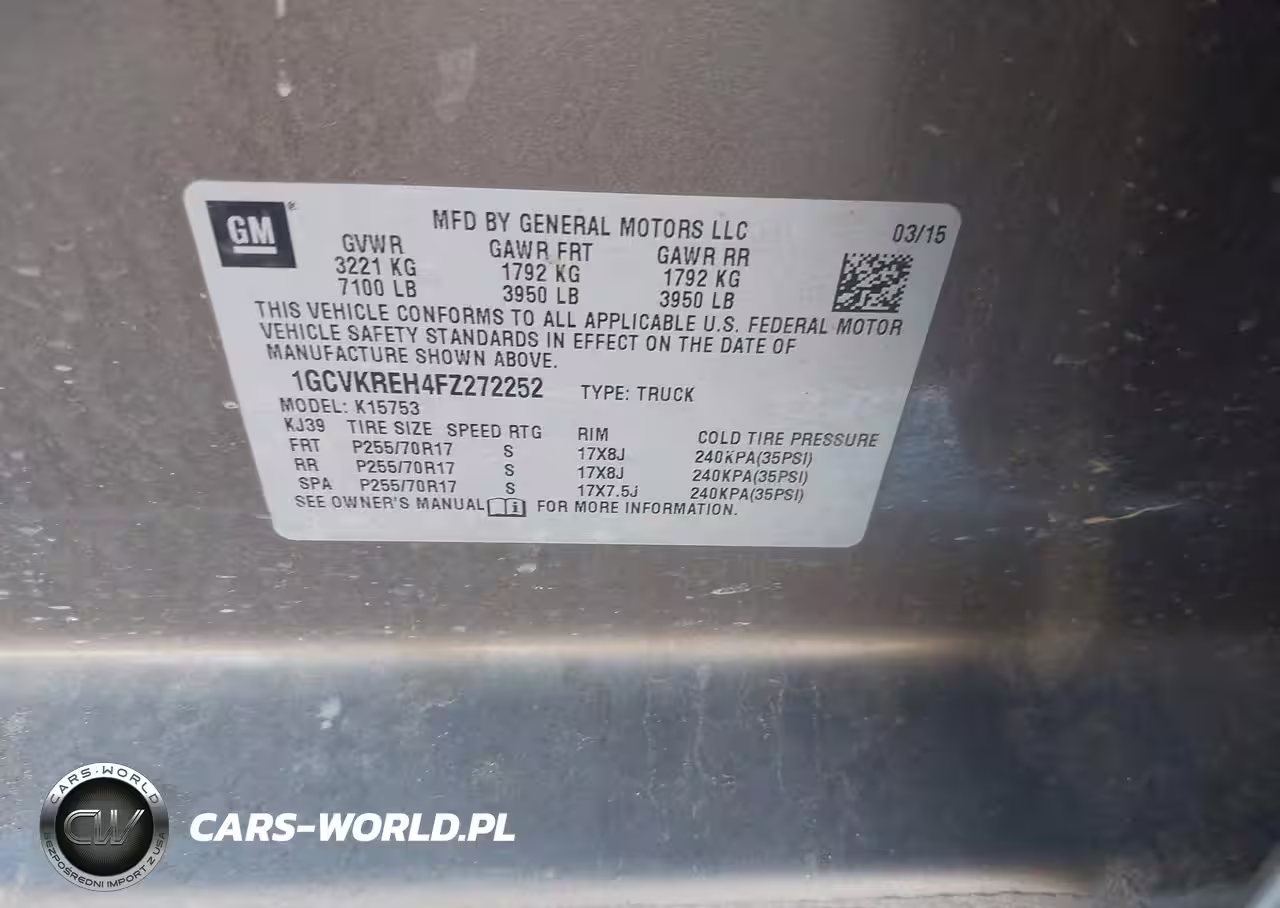 GM®
MFD BY GENERAL MOTORS LLC 03/15
GVWR GAWR FRT GAWR RR
3221 KG 1792 KG 1792 KG
7100 LB 3950 LB 3950 LB
THIS VEHICLE CONFORMS TO ALL APPLICABLE U.S. FEDERAL MOTOR
VEHICLE SAFETY STANDARDS IN EFFECT ON THE DATE OF
MANUFACTURE SHOWN ABOVE.
1GCVKREH4FZ272252 TYPE: TRUCK
MODEL: K15753
KJ39 TIRE SIZE SPEED RTG RIM COLD TIRE PRESSURE
FRT P255/70R17 S 17X8J 240KPA(35PSI)
RR P255/70R17 S 17X8J 240KPA(35PSI)
SPA P255/70R17 S 17X7.5J 240KPA(35PSI)
SEE OWNER'S MANUAL FOR MORE INFORMATION.
CARS-WORLD
CW
BEZPOŚREDNI IMPORT Z USA
CARS-WORLD.PL